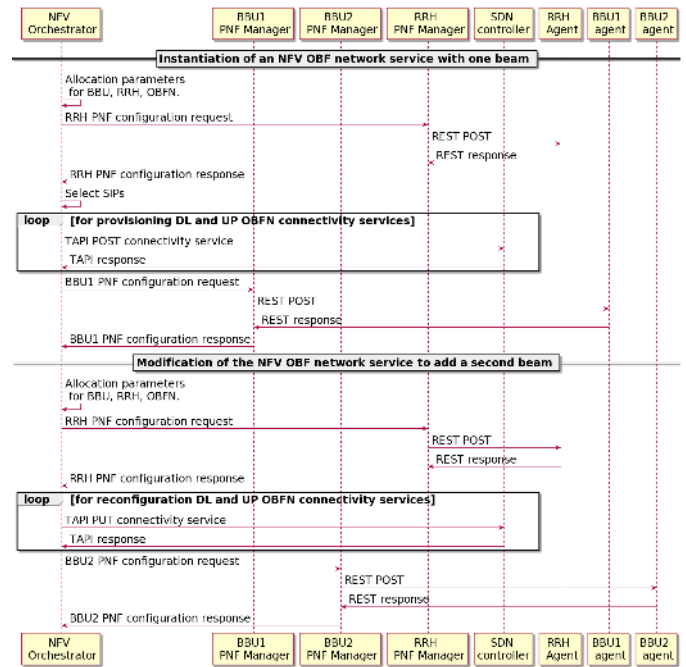 NFV BBU1 BBU2 RRH SDN RRH BBU1 BBU2
Orchestrator PNF Manager PNF Manager PNF Manager controller Agent agent agent
Instantiation of an NFV OBF network service with one beam
Allocation parameters
for BBU, RRH, OBFN.
RRH PNF configuration request
REST POST
REST response
RRH PNF configuration response
Select SIPs
loop [for provisioning DL and UP OBFN connectivity services]
TAPI POST connectivity service
TAPI response
BBU1 PNF configuration request
REST POST
REST response
BBU1 PNF configuration response
Modification of the NFV OBF network service to add a second beam
Allocation parameters
for BBU, RRH, OBFN.
RRH PNF configuration request
REST POST
REST response
RRH PNF configuration response
loop [for reconfiguration DL and UP OBFN connectivity services]
TAPI PUT connectivity service
TAPI response
BBU2 PNF configuration request
REST POST
REST response
BBU2 PNF configuration response
NFV BBU1 BBU2 RRH SDN RRH BBU1 BBU2
Orchestrator PNF Manager PNF Manager PNF Manager controller Agent agent agent